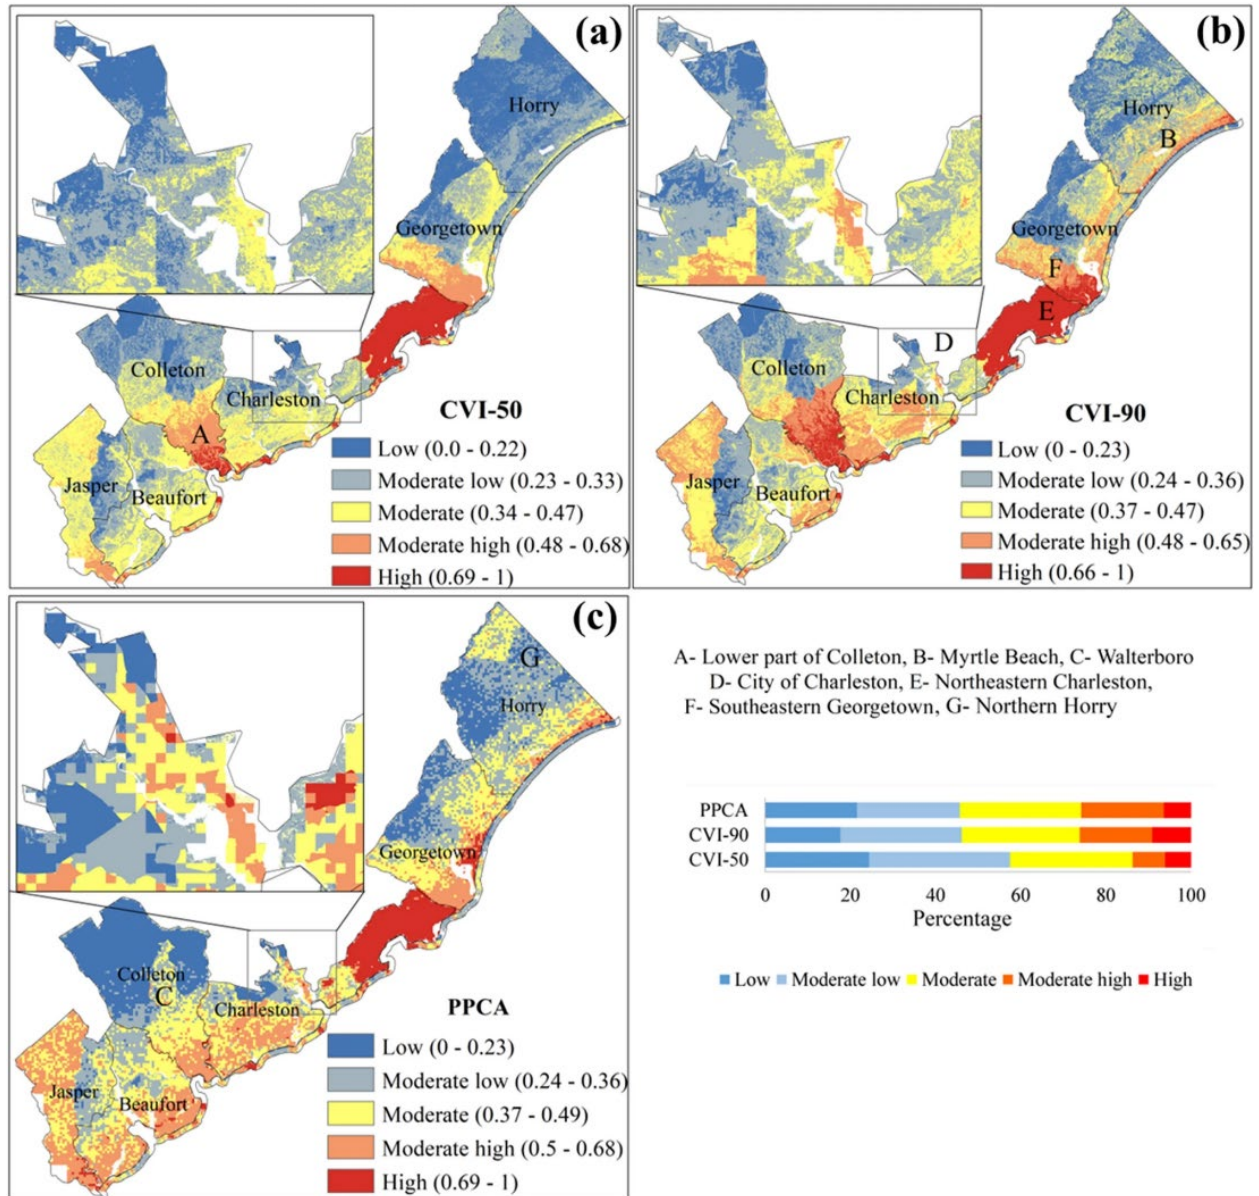 (a)
Horry
Georgetown
Colleton
Charleston
A
Jasper
Beaufort
CVI-50
Low (0.0 - 0.22)
Moderate low (0.23 - 0.33)
Moderate (0.34 - 0.47)
Moderate high (0.48 - 0.68)
High (0.69 - 1)
(b)
Horry
B
Georgetown
F
E
D
Colleton
Charleston
Jasper
Beaufort
CVI-90
Low (0 - 0.23)
Moderate low (0.24 - 0.36)
Moderate (0.37 - 0.47)
Moderate high (0.48 - 0.65)
High (0.66 - 1)
(c)
G
Horry
Georgetown
Colleton
C
Charleston
Jasper
Beaufort
PPCA
Low (0 - 0.23)
Moderate low (0.24 - 0.36)
Moderate (0.37 - 0.49)
Moderate high (0.5 - 0.68)
High (0.69 - 1)
A- Lower part of Colleton, B- Myrtle Beach, C- Walterboro
D- City of Charleston, E- Northeastern Charleston,
F- Southeastern Georgetown, G- Northern Horry
PPCA
CVI-90
CVI-50
0 20 40 60 80 100
Percentage
Low Moderate low Moderate Moderate high High